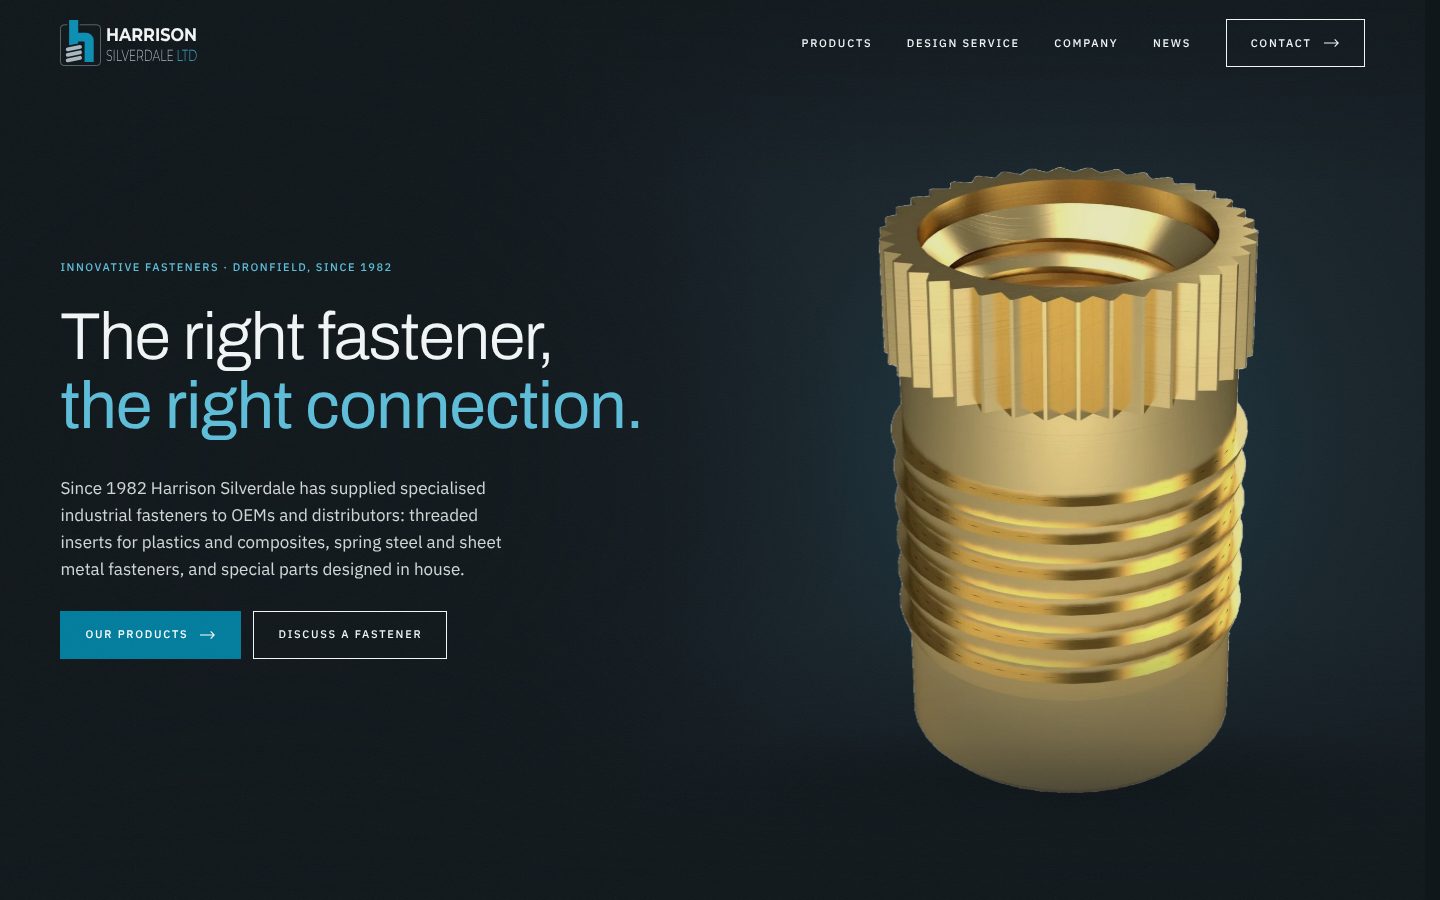 HARRISON
SILVERDALE LTD
PRODUCTS
DESIGN SERVICE
COMPANY
NEWS
CONTACT
INNOVATIVE FASTENERS · DRONFIELD, SINCE 1982
The right fastener,
the right connection.
Since 1982 Harrison Silverdale has supplied specialised
industrial fasteners to OEMs and distributors: threaded
inserts for plastics and composites, spring steel and sheet
metal fasteners, and special parts designed in house.
OUR PRODUCTS
DISCUSS A FASTENER